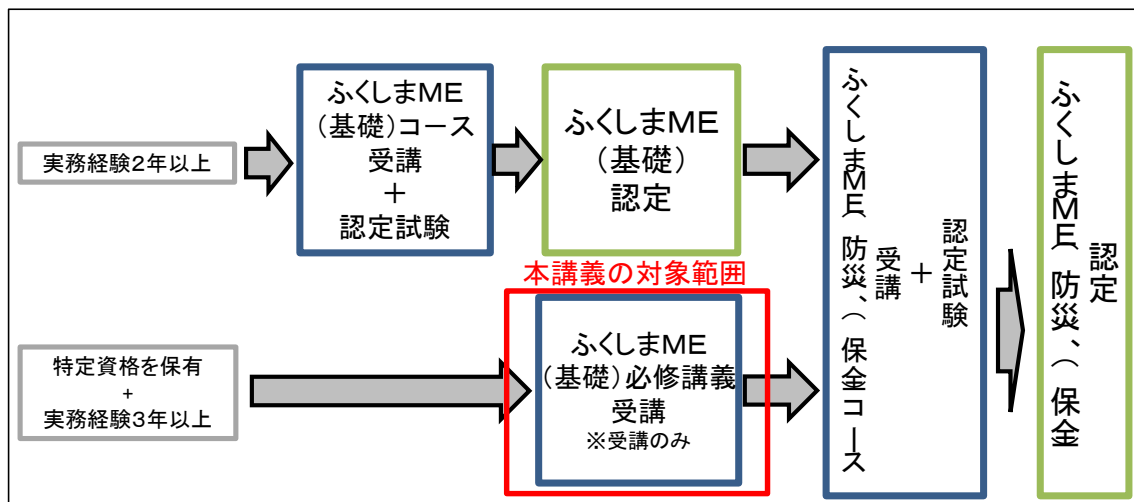 実務経験2年以上
ふくしまＭＥ
（基礎）コース
受講
＋
認定試験
ふくしまＭＥ
（基礎）
認定
本講義の対象範囲
特定資格を保有
+
実務経験3年以上
ふくしまＭＥ
（基礎）必修講義
受講
※受講のみ
ふくしまＭＥ）防災、（保金コース
受講
＋
認定試験
ふくしまＭＥ）防災、（保金
認定